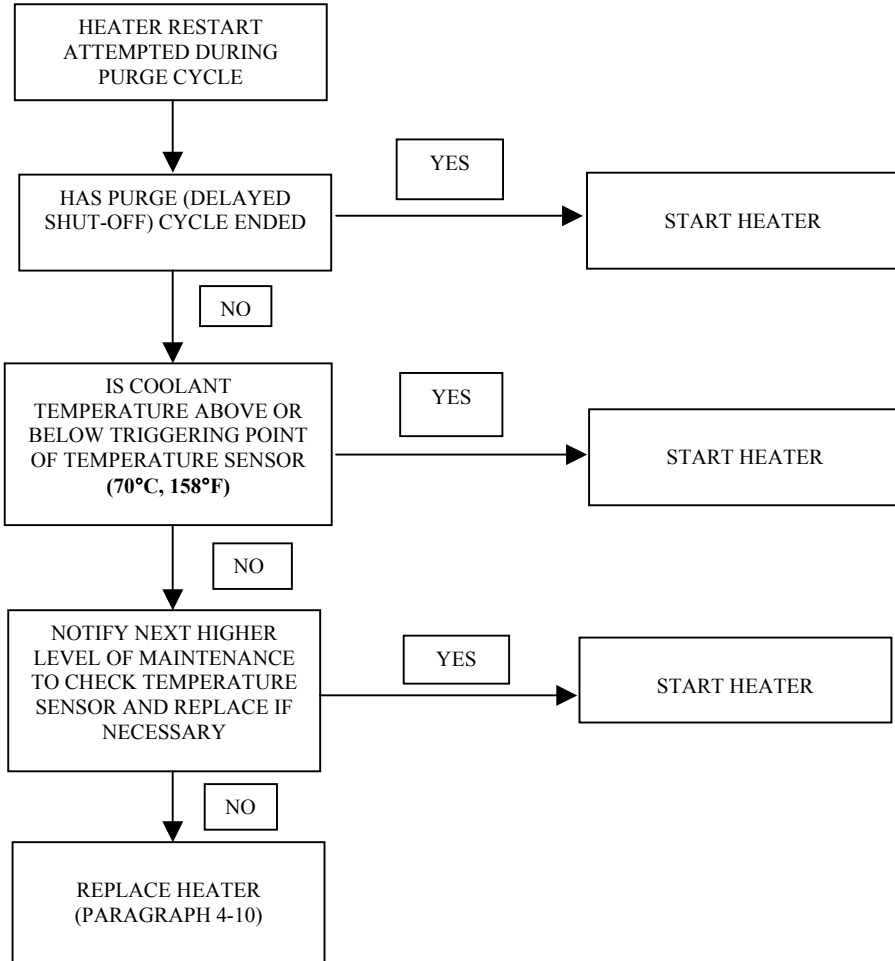 HEATER RESTART
ATTEMPTED DURING
PURGE CYCLE
YES
HAS PURGE (DELAYED
SHUT-OFF) CYCLE ENDED
START HEATER
NO
IS COOLANT
TEMPERATURE ABOVE OR
BELOW TRIGGERING POINT
OF TEMPERATURE SENSOR
(70°C, 158°F)
YES
START HEATER
NO
NOTIFY NEXT HIGHER
LEVEL OF MAINTENANCE
TO CHECK TEMPERATURE
SENSOR AND REPLACE IF
NECESSARY
YES
START HEATER
NO
REPLACE HEATER
(PARAGRAPH 4-10)